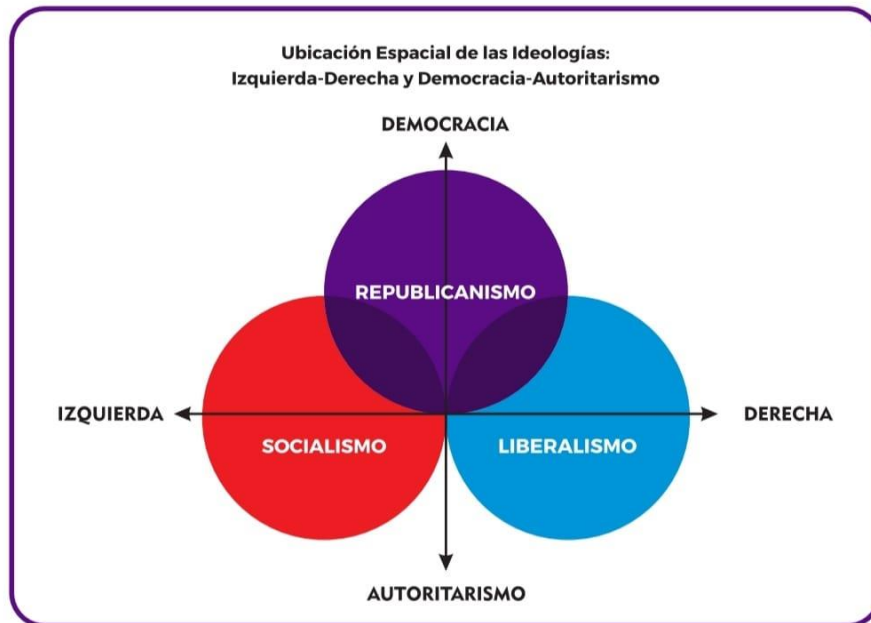 Ubicación Espacial de las Ideologías:
Izquierda-Derecha y Democracia-Autoritarismo
DEMOCRACIA
REPUBLICANISMO
IZQUIERDA
DERECHA
SOCIALISMO
LIBERALISMO
AUTORITARISMO